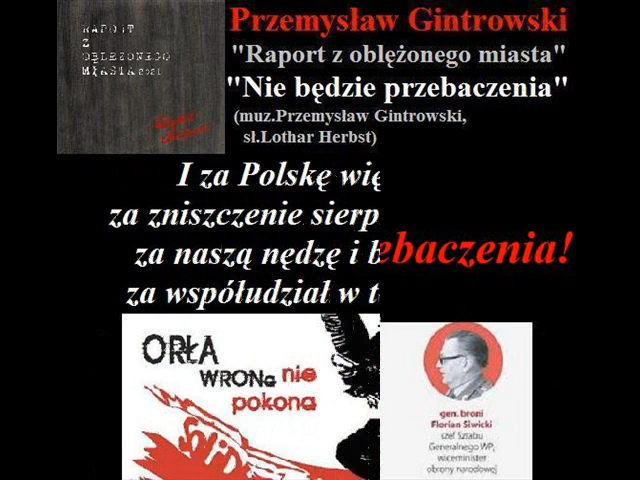 RAPORT
Z
OBLĘŻONEGO
MIASTA
Przemysław Gintrowski
"Raport z oblężonego miasta"
"Nie będzie przebaczenia"
(muz.Przemysław Gintrowski,
sł.Lothar Herbst)
I za Polskę wię
za zniszczenie sierp
za naszą nędzę i b
ebaczenia!
za współudział w t
ORŁA
WRONa nie
pokona
gen. broni
Florian Siwicki
szef Sztabu
Generalnego WP,
wiceminister
obrony narodowej